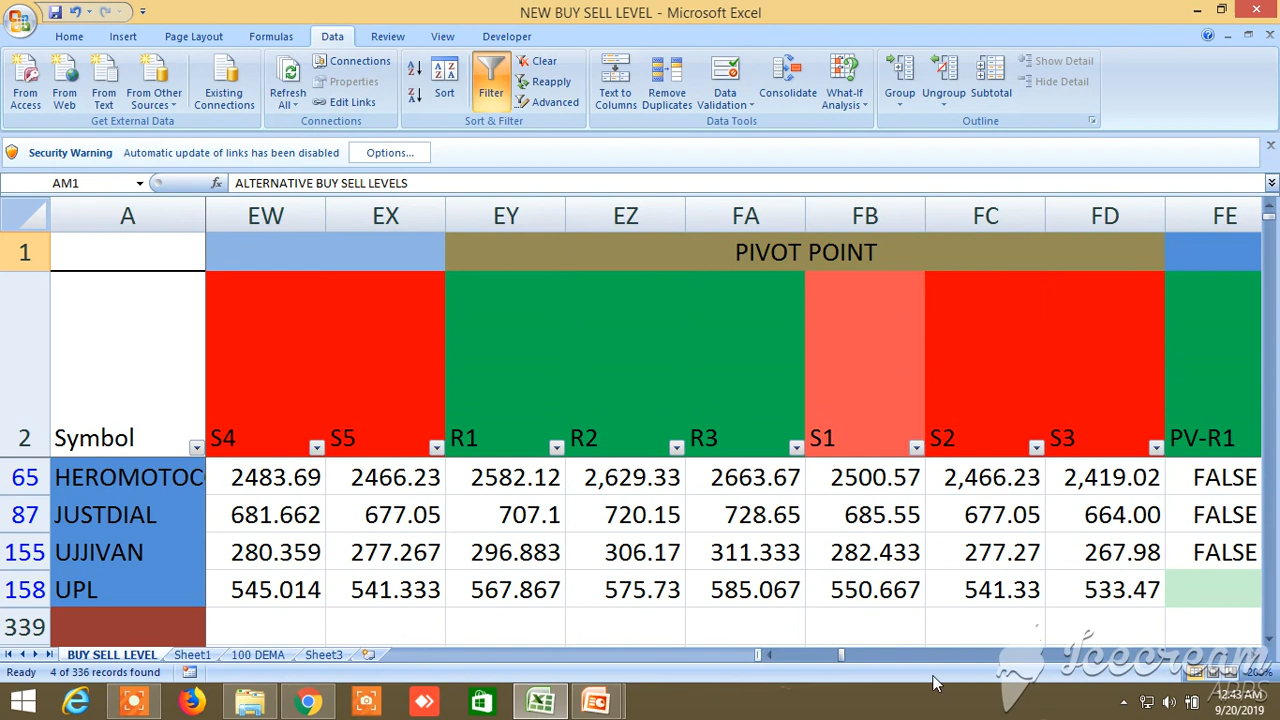 NEW BUY SELL LEVEL - Microsoft Excel
Home Insert Page Layout Formulas Data Review View Developer
From Access From Web From Text From Other Sources Existing Connections Refresh All Connections Properties Edit Links Sort Filter Clear Reapply Advanced Text to Columns Remove Duplicates Data Validation Consolidate What-If Analysis Group Ungroup Subtotal Show Detail Hide Detail
Get External Data Connections Sort & Filter Data Tools Outline
Security Warning Automatic update of links has been disabled Options...
AM1 fx ALTERNATIVE BUY SELL LEVELS
A EW EX EY EZ FA FB FC FD FE
1 PIVOT POINT
2 Symbol S4 S5 R1 R2 R3 S1 S2 S3 PV-R1
65 HEROMOTOC 2483.69 2466.23 2582.12 2,629.33 2663.67 2500.57 2,466.23 2,419.02 FALSE
87 JUSTDIAL 681.662 677.05 707.1 720.15 728.65 685.55 677.05 664.00 FALSE
155 UJJIVAN 280.359 277.267 296.883 306.17 311.333 282.433 277.27 267.98 FALSE
158 UPL 545.014 541.333 567.867 575.73 585.067 550.667 541.33 533.47
339
BUY SELL LEVEL Sheet1 100 DEMA Sheet3
Ready 4 of 336 records found 200%
Icecream
Apps
12:43 AM
9/20/2019